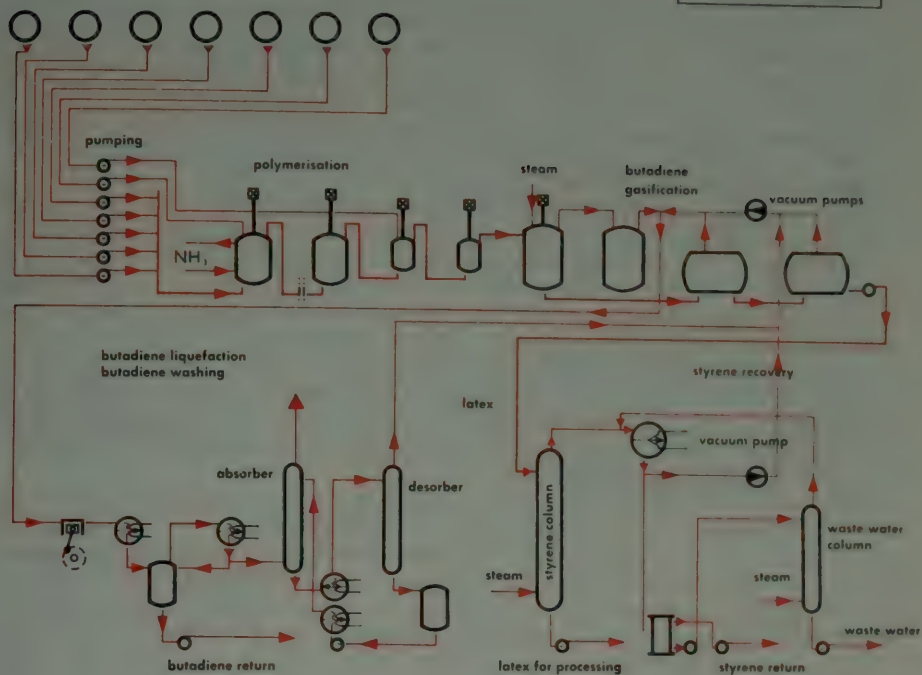 pumping
polymerisation
steam
butadiene
gasification
vacuum pumps
NH₃
butadiene liquefaction
butadiene washing
styrene recovery
latex
vacuum pump
absorber
desorber
styrene column
waste water
column
steam
steam
waste water
butadiene return
latex for processing
styrene return